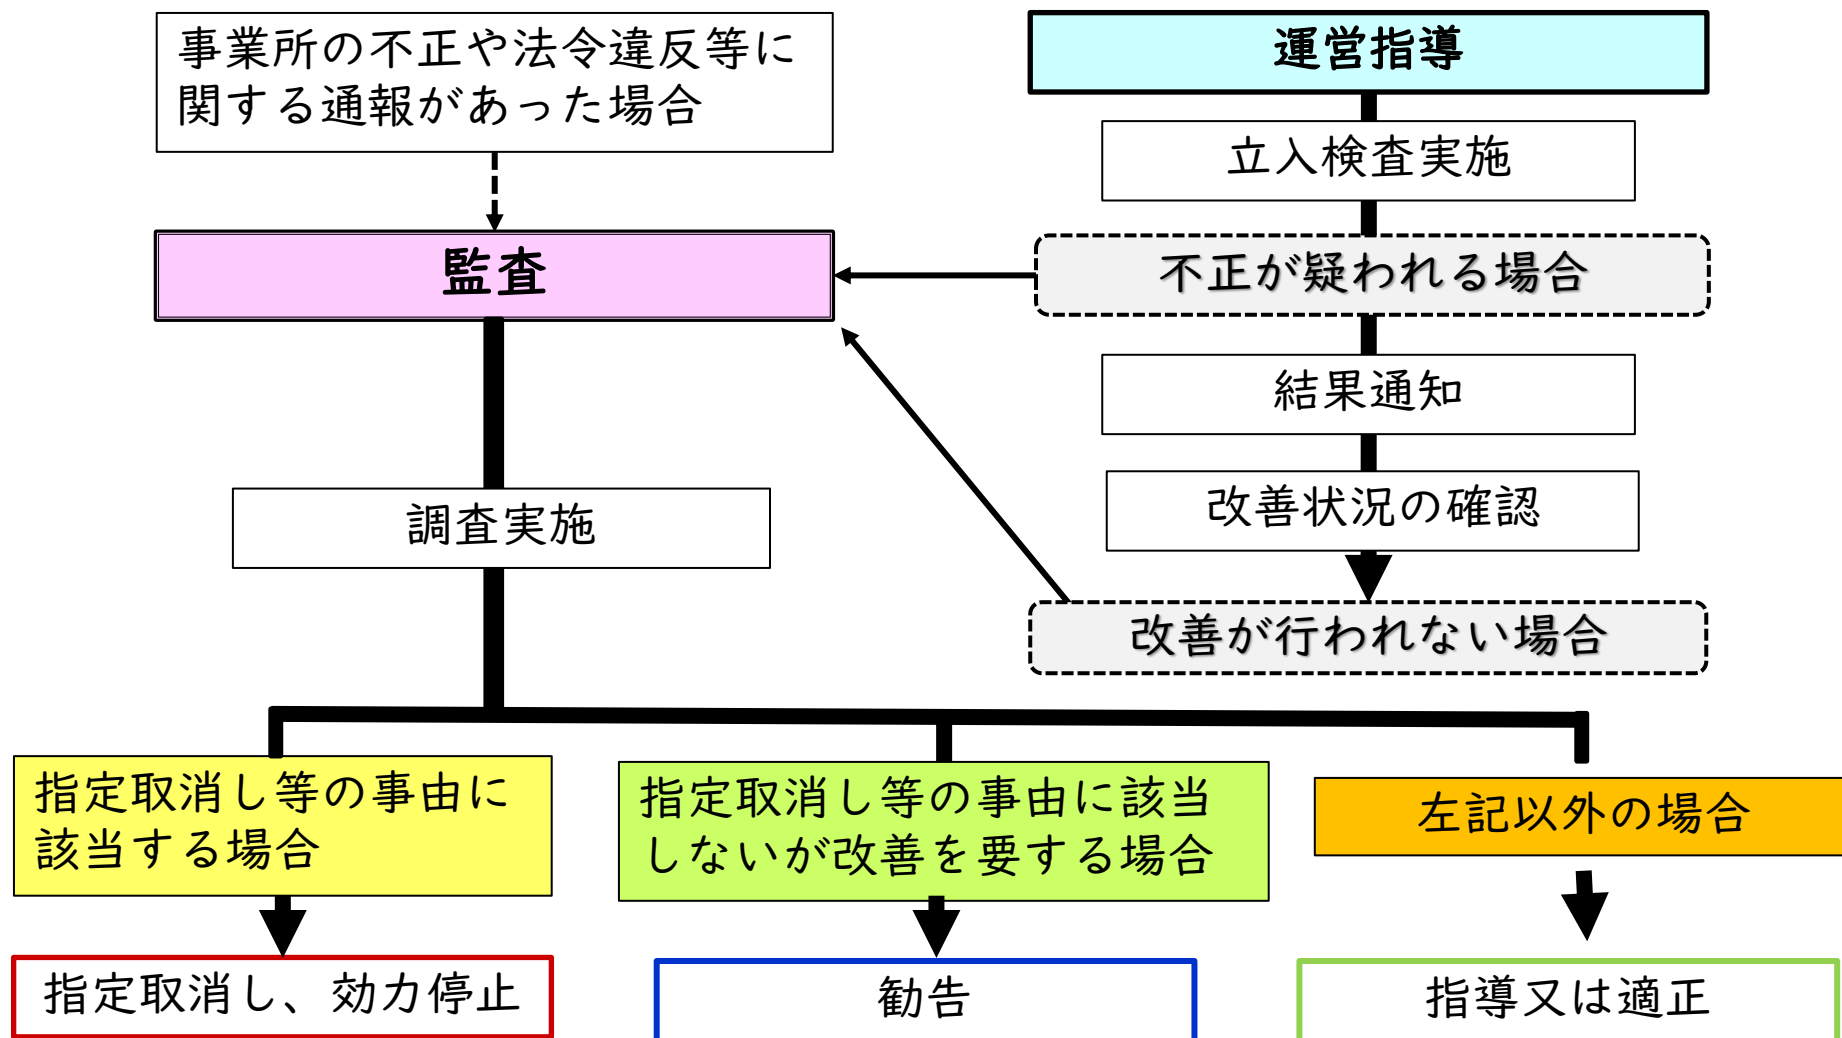 事業所の不正や法令違反等に
関する通報があった場合
運営指導
立入検査実施
監査
不正が疑われる場合
結果通知
調査実施
改善状況の確認
改善が行われない場合
指定取消し等の事由に
該当する場合
指定取消し等の事由に該当
しないが改善を要する場合
左記以外の場合
指定取消し、効力停止
勧告
指導又は適正